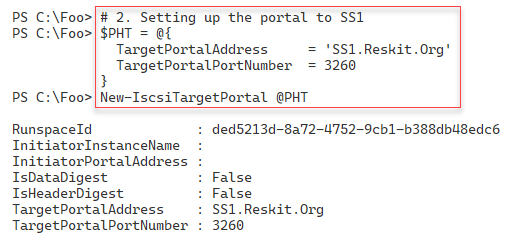 PS C:\Foo> # 2. Setting up the portal to SS1
PS C:\Foo> $PHT = @{
TargetPortalAddress     = 'SS1.Reskit.Org'
TargetPortalPortNumber  = 3260
}
PS C:\Foo> New-IscsiTargetPortal @PHT
RunspaceId             : ded5213d-8a72-4752-9cb1-b388db48edc6
InitiatorInstanceName  :
InitiatorPortalAddress :
IsDataDigest           : False
IsHeaderDigest         : False
TargetPortalAddress    : SS1.Reskit.Org
TargetPortalPortNumber : 3260